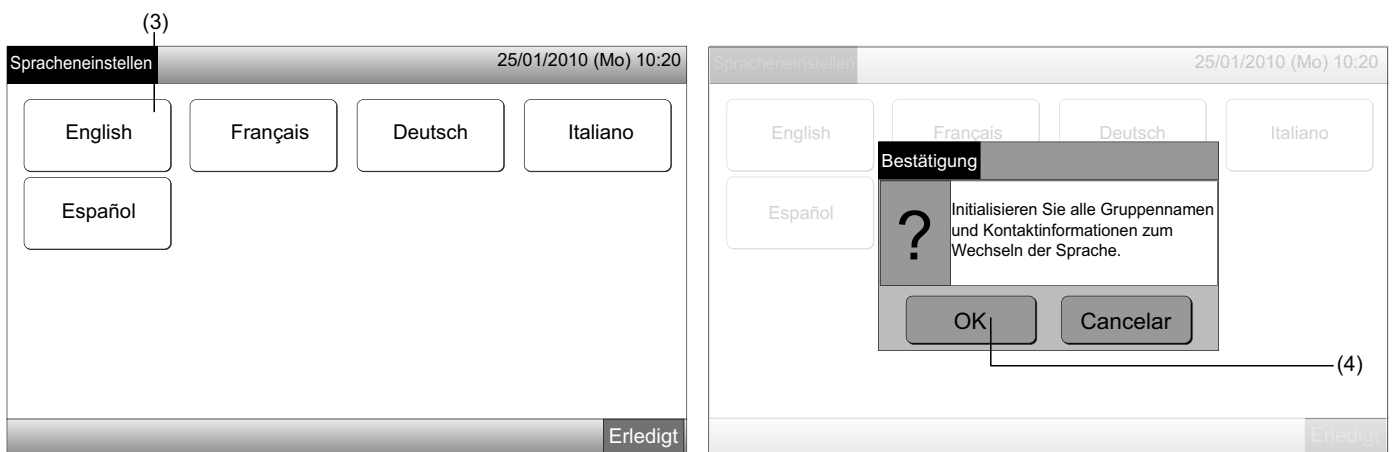 (3)
Spracheneinstellen 25/01/2010 (Mo) 10:20
English Français Deutsch Italiano
Español
Erledigt
Spracheneinstellen 25/01/2010 (Mo) 10:20
English Français Deutsch Italiano
Español
Bestätigung
?
Initialisieren Sie alle Gruppennamen
und Kontaktinformationen zum
Wechseln der Sprache.
OK Cancelar
(4)
Erledigt